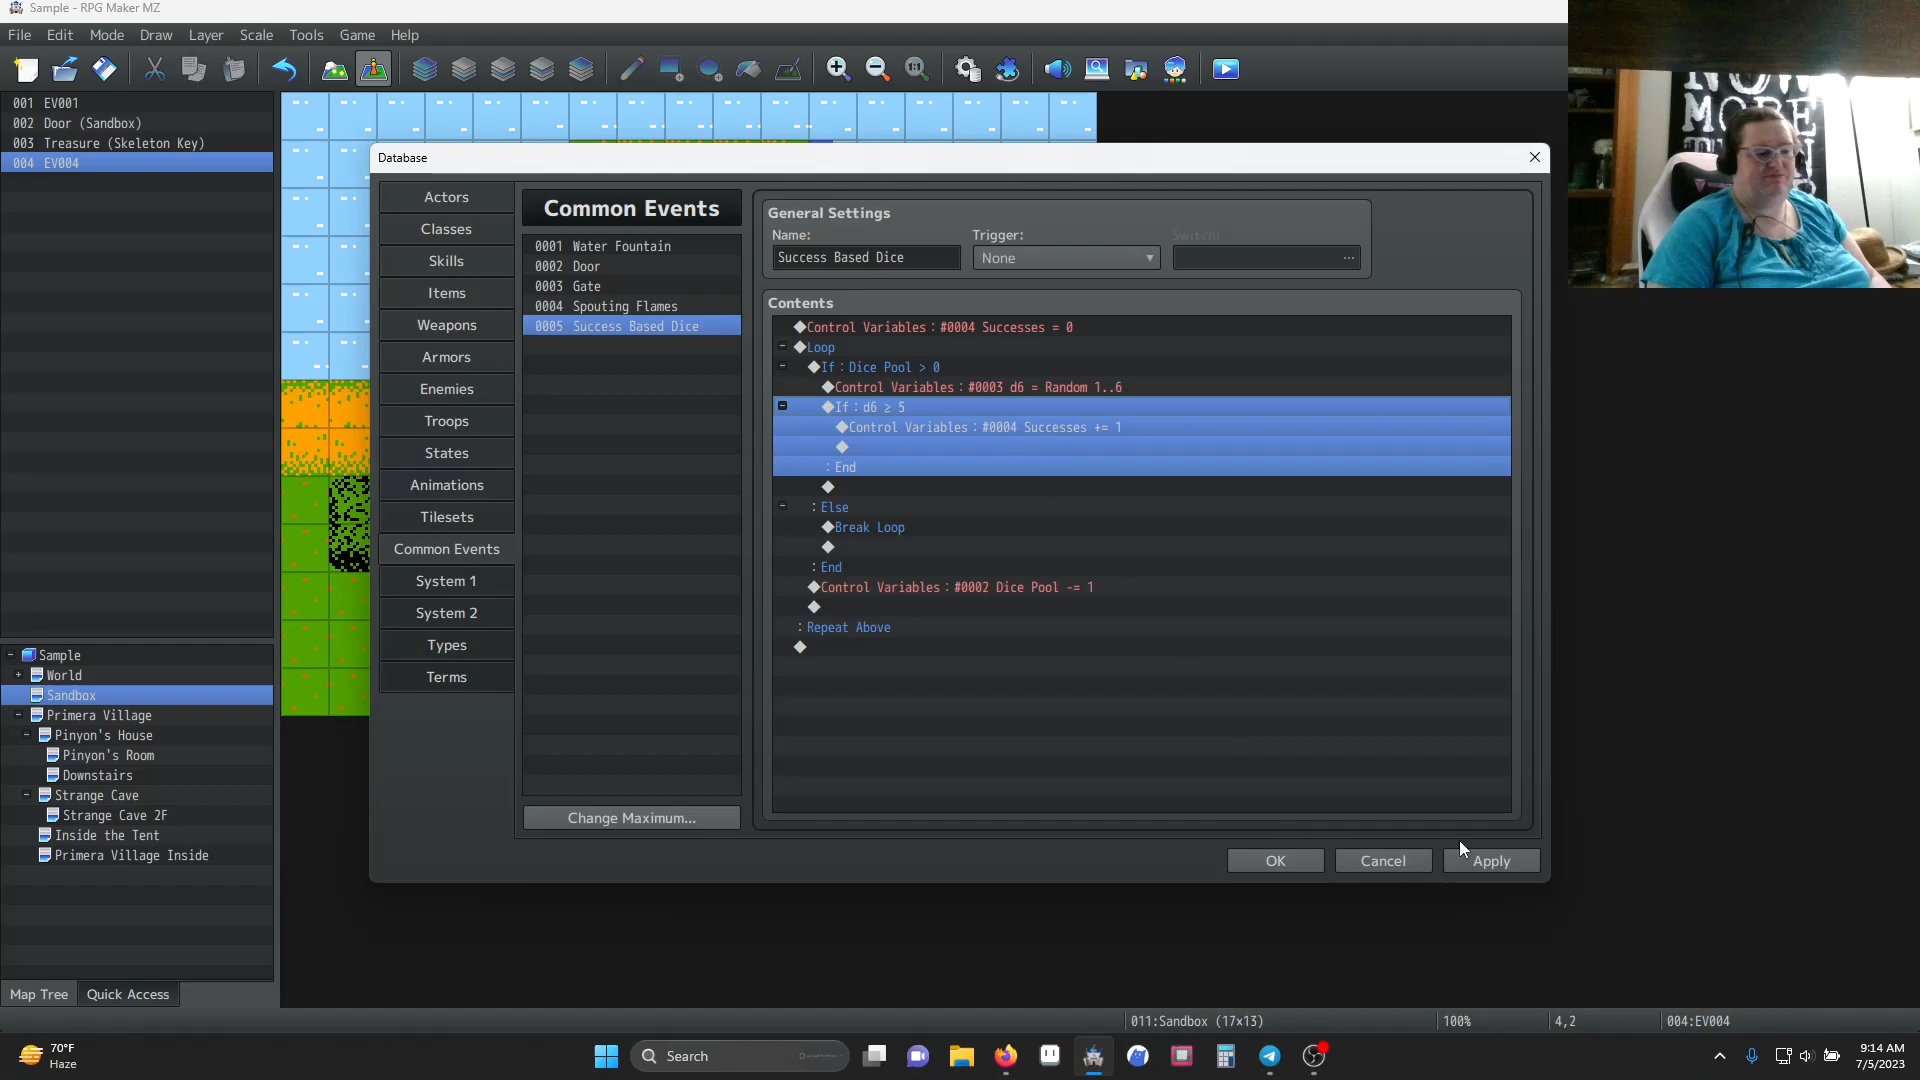 Sample - RPG Maker MZ
File Edit Mode Draw Layer Scale Tools Game Help
001 EV001
002 Door (Sandbox)
003 Treasure (Skeleton Key)
004 EV004
Database
Actors
Classes
Skills
Items
Weapons
Armors
Enemies
Troops
States
Animations
Tilesets
Common Events
System 1
System 2
Types
Terms
Common Events
0001 Water Fountain
0002 Door
0003 Gate
0004 Spouting Flames
0005 Success Based Dice
Change Maximum...
General Settings
Name: Trigger: Switch:
Success Based Dice None ...
Contents
◆Control Variables : #0004 Successes = 0
◆Loop
◆If : Dice Pool > 0
◆Control Variables : #0003 d6 = Random 1..6
◆If : d6 ≥ 5
◆Control Variables : #0004 Successes += 1
◆
: End
◆
: Else
◆Break Loop
◆
: End
◆Control Variables : #0002 Dice Pool -= 1
◆
: Repeat Above
◆
OK Cancel Apply
Sample
World
Sandbox
Primera Village
Pinyon's House
Pinyon's Room
Downstairs
Strange Cave
Strange Cave 2F
Inside the Tent
Primera Village Inside
Map Tree Quick Access
011:Sandbox (17x13) 100% 4,2 004:EV004
70°F
Haze
Search
9:14 AM
7/5/2023
NOW
MORE